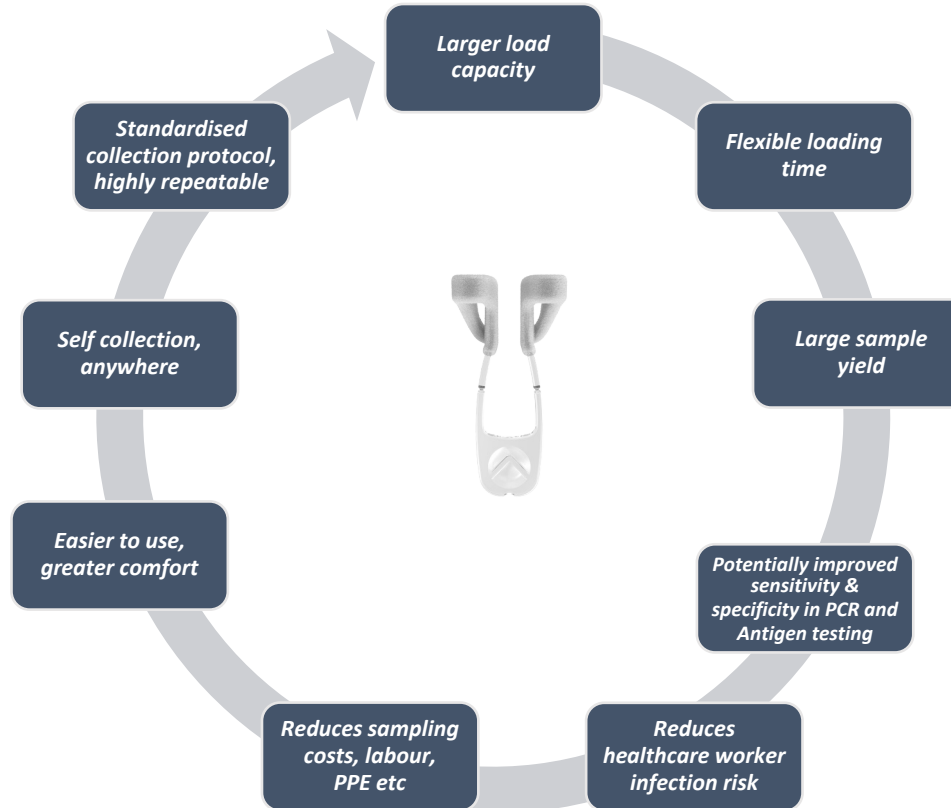 Larger load
capacity
Flexible loading
time
Large sample
yield
Potentially improved
sensitivity &
specificity in PCR and
Antigen testing
Reduces
healthcare worker
infection risk
Reduces sampling
costs, labour,
PPE etc
Easier to use,
greater comfort
Self collection,
anywhere
Standardised
collection protocol,
highly repeatable